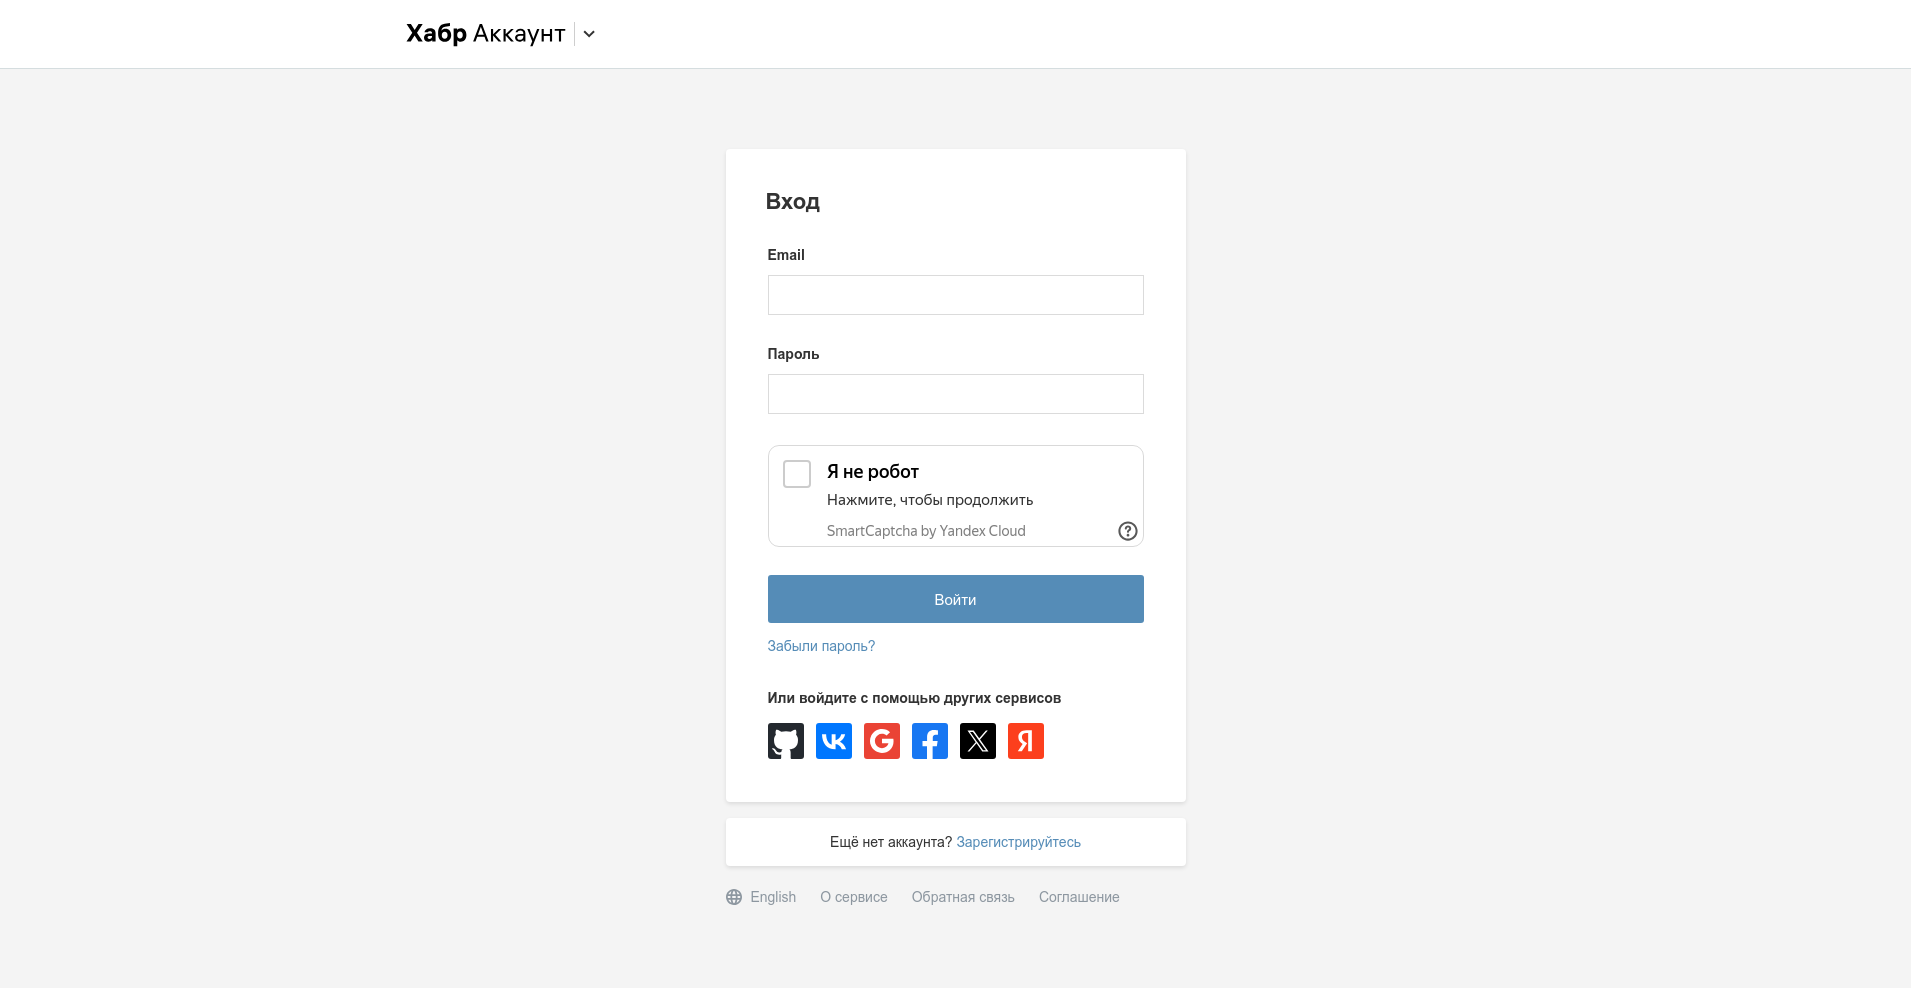 Хабр Аккаунт
Вход
Email
Пароль
Я не робот
Нажмите, чтобы продолжить
SmartCaptcha by Yandex Cloud
Войти
Забыли пароль?
Или войдите с помощью других сервисов
Ещё нет аккаунта? Зарегистрируйтесь
English О сервисе Обратная связь Соглашение